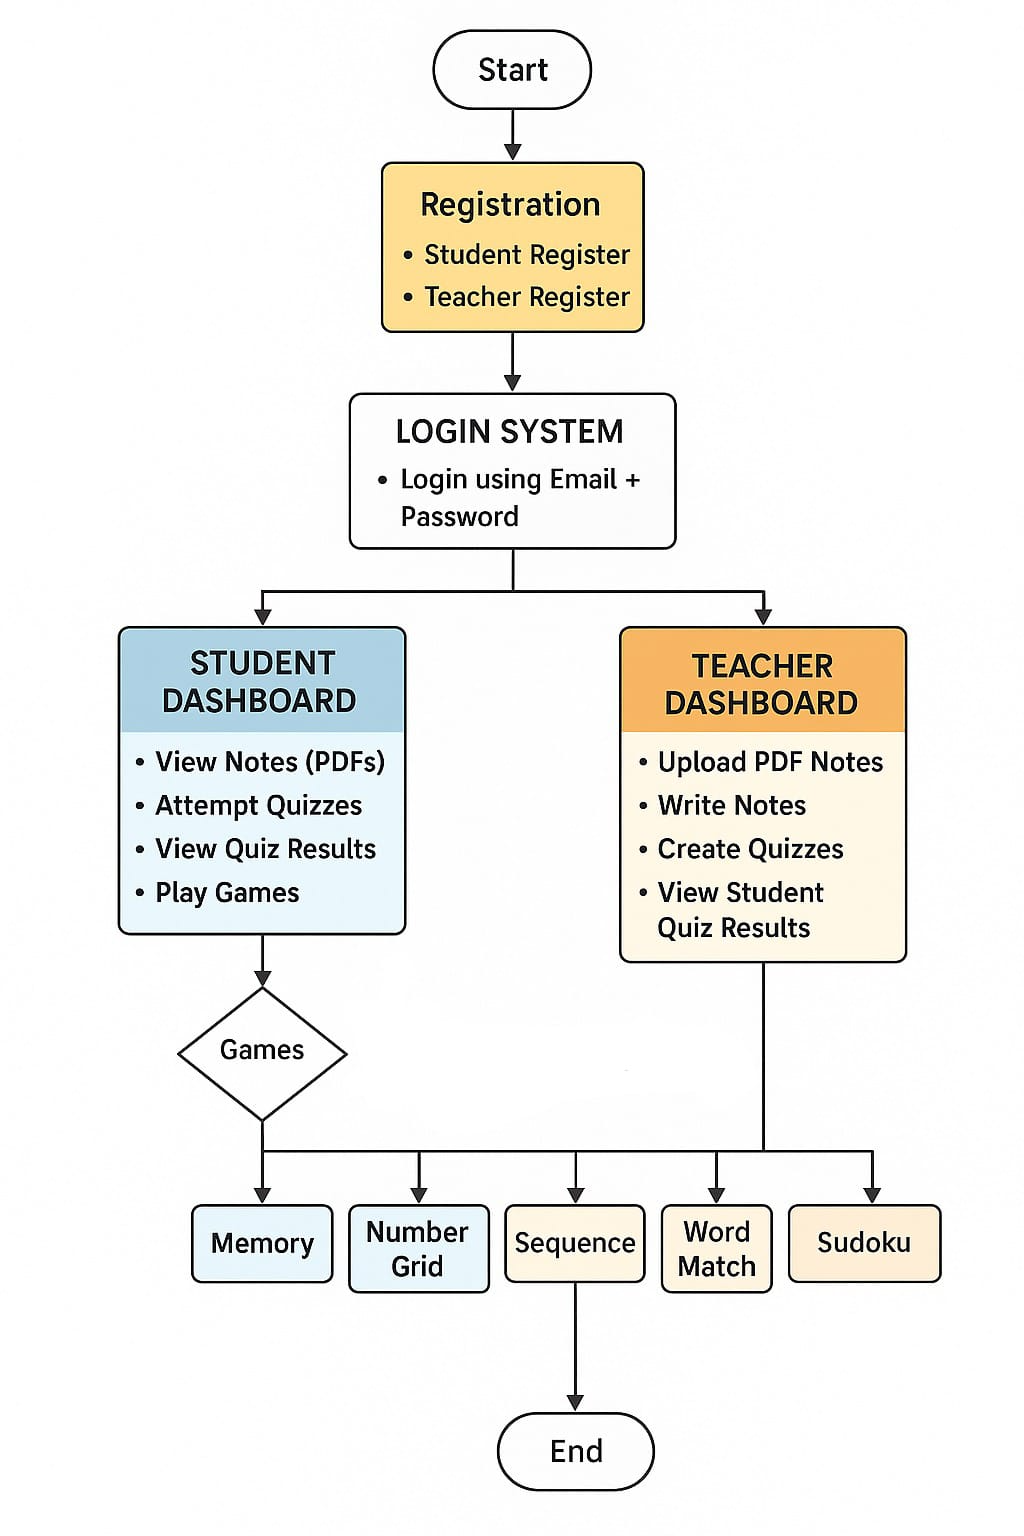 Start
Registration
• Student Register
• Teacher Register
LOGIN SYSTEM
• Login using Email +
Password
STUDENT
DASHBOARD
• View Notes (PDFs)
• Attempt Quizzes
• View Quiz Results
• Play Games
TEACHER
DASHBOARD
• Upload PDF Notes
• Write Notes
• Create Quizzes
• View Student
Quiz Results
Games
Memory
Number
Grid
Sequence
Word
Match
Sudoku
End